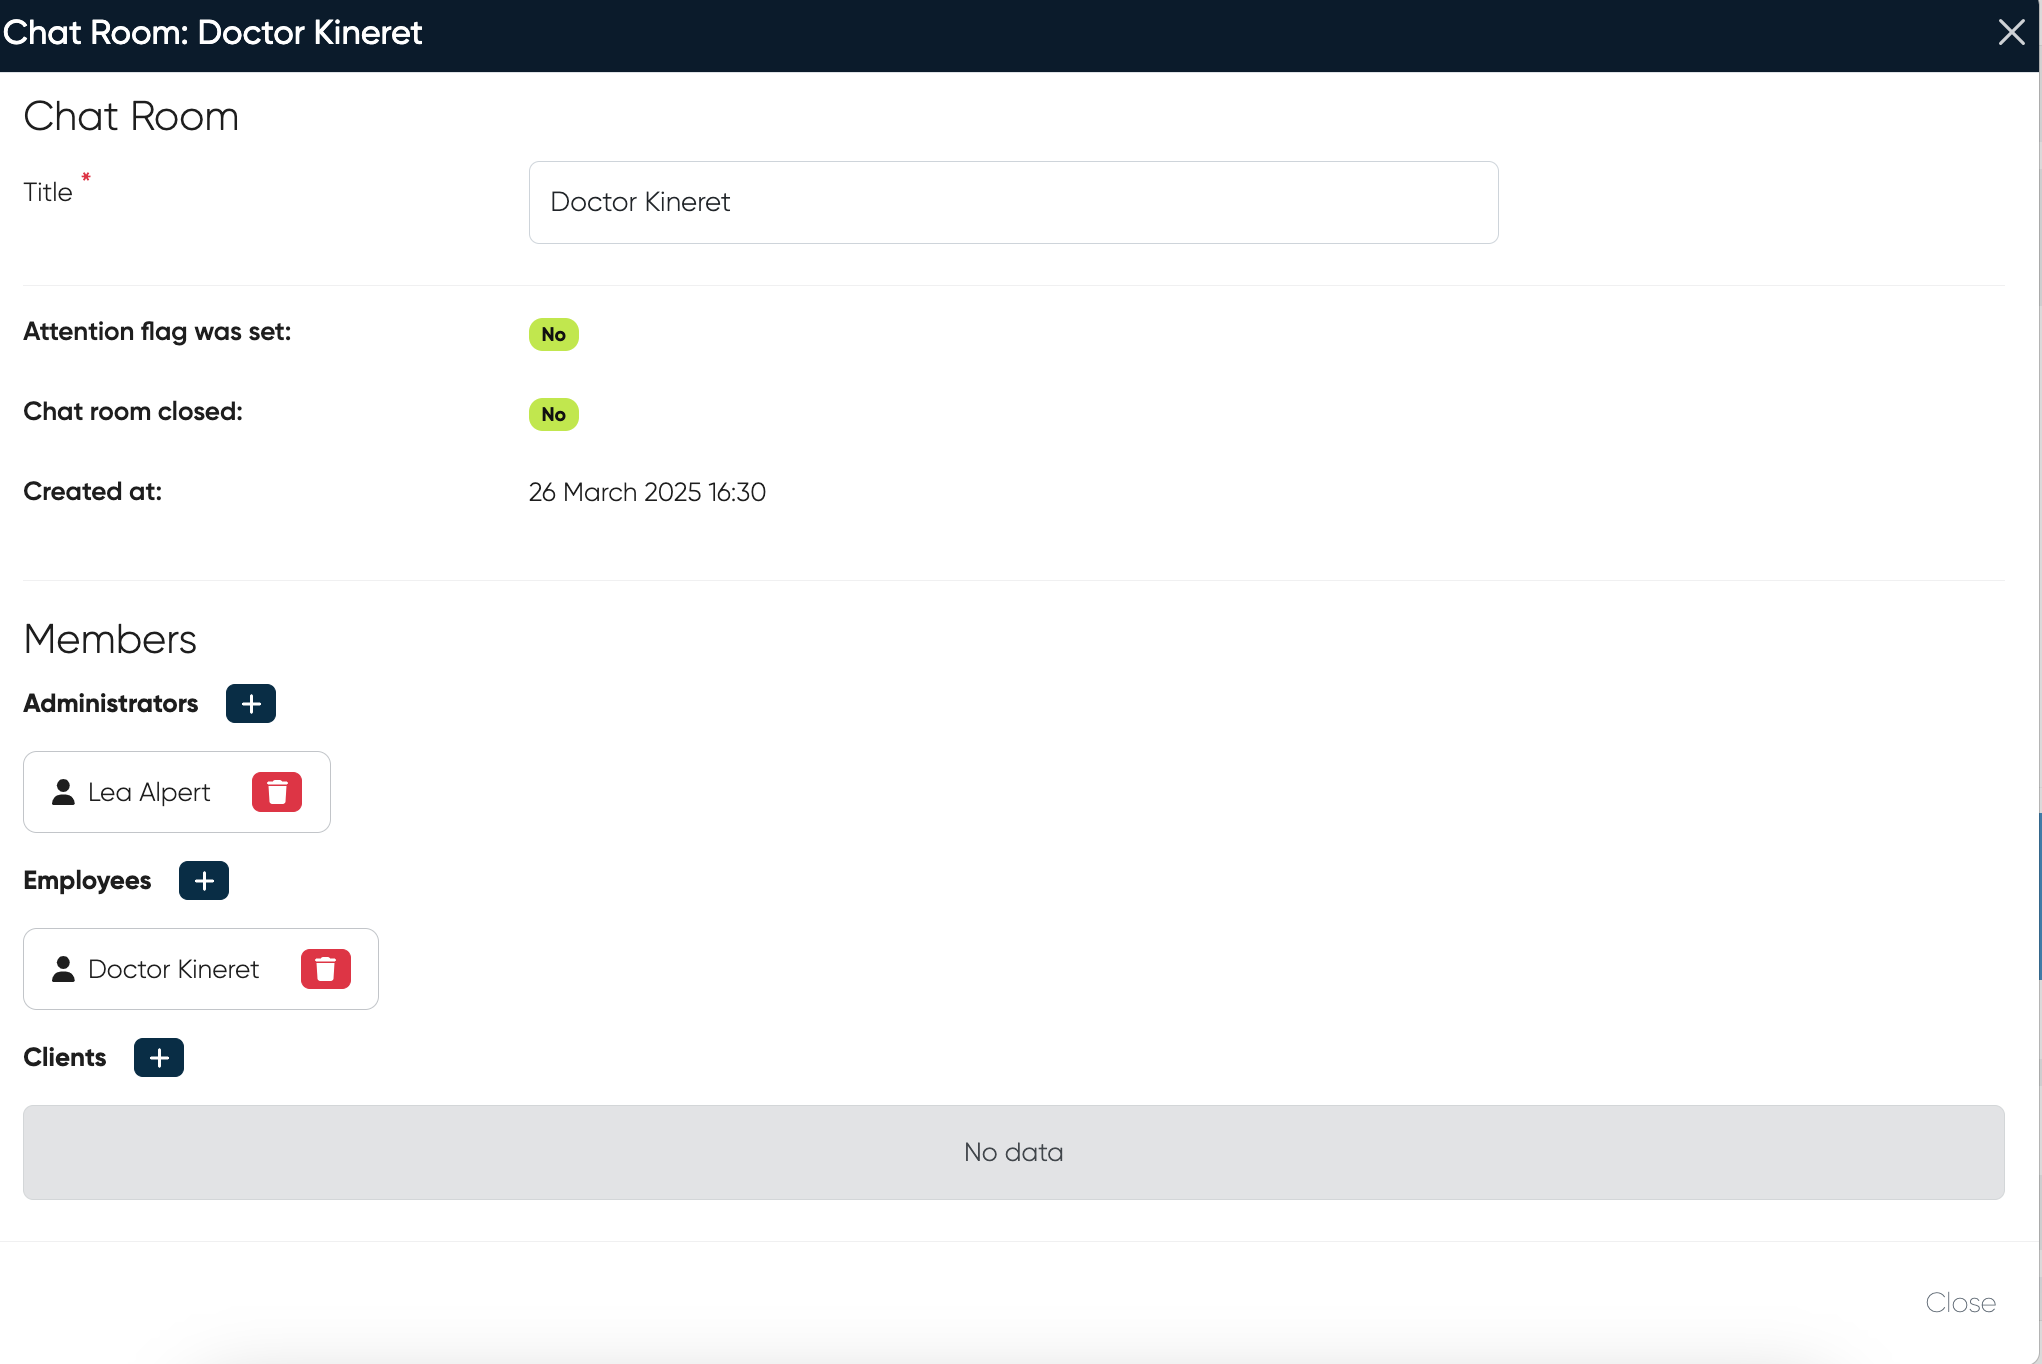 Chat Room: Doctor Kineret
Chat Room
Title *
Doctor Kineret
Attention flag was set:
No
Chat room closed:
No
Created at:
26 March 2025 16:30
Members
Administrators
Lea Alpert
Employees
Doctor Kineret
Clients
No data
Close